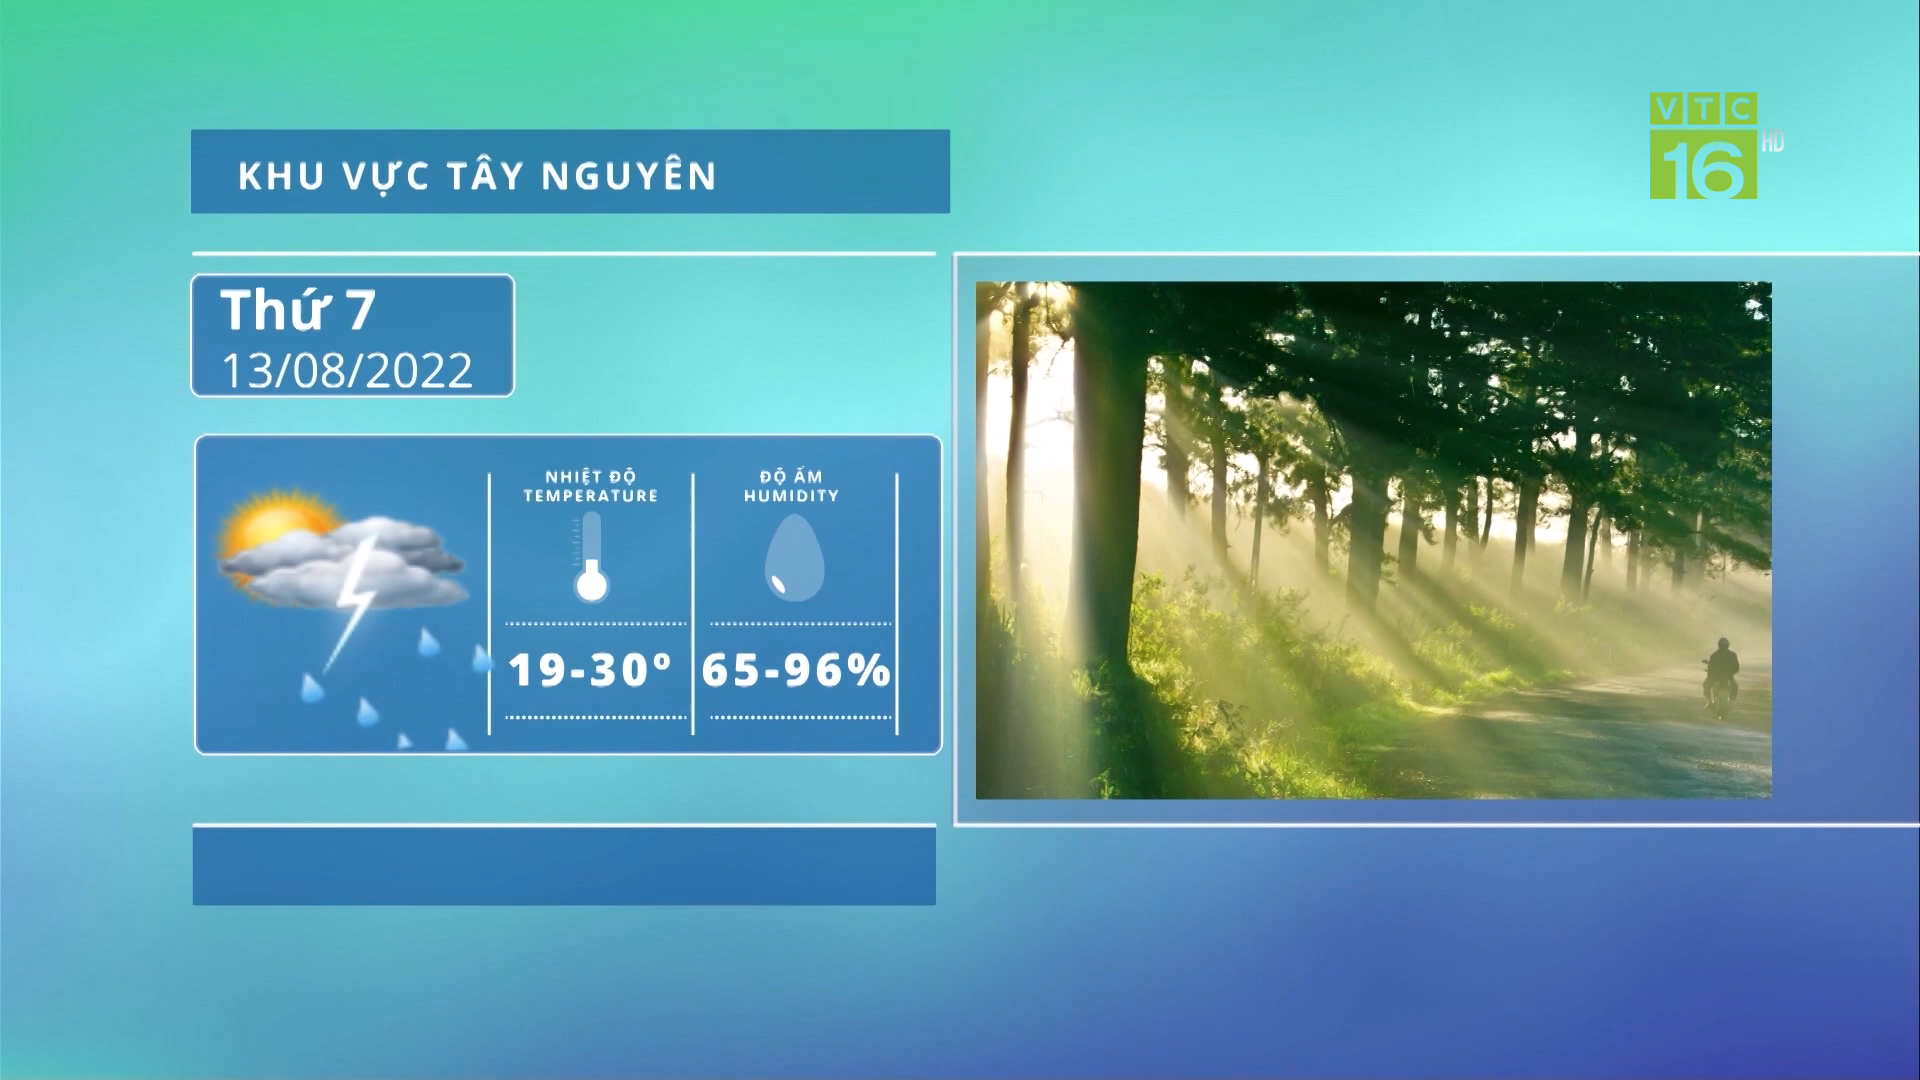 VTC
16 HD
KHU VỰC TÂY NGUYÊN
Thứ 7
13/08/2022
NHIỆT ĐỘ
TEMPERATURE
19-30º
ĐỘ ẨM
HUMIDITY
65-96%